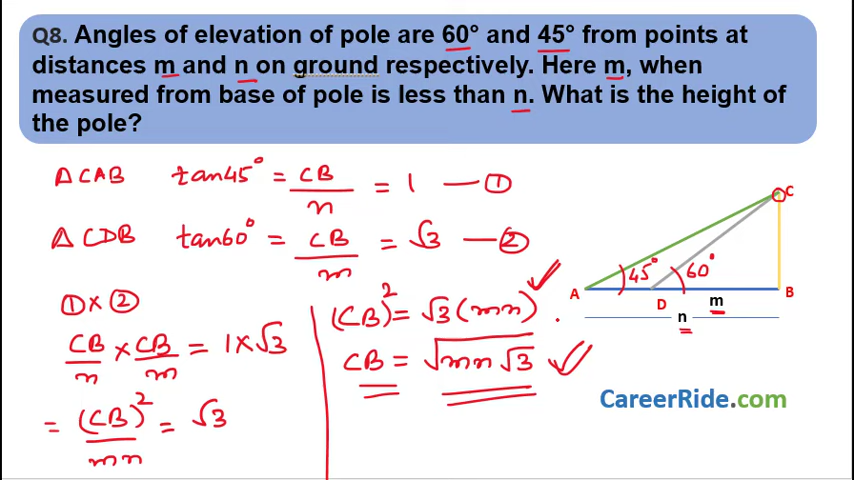 Q8. Angles of elevation of pole are 60° and 45° from points at
distances m and n on ground respectively. Here m, when
measured from base of pole is less than n. What is the height of
the pole?
Δ CAB tan45° = CB/n = 1 — ①
Δ CDB tan60° = CB/m = √3 — ②
① × ②
CB/n × CB/m = 1 × √3
= (CB)²/mn = √3
(CB)² = √3 (mn)
CB = √mn√3
C
45°
60°
A
D
m
B
n
CareerRide.com